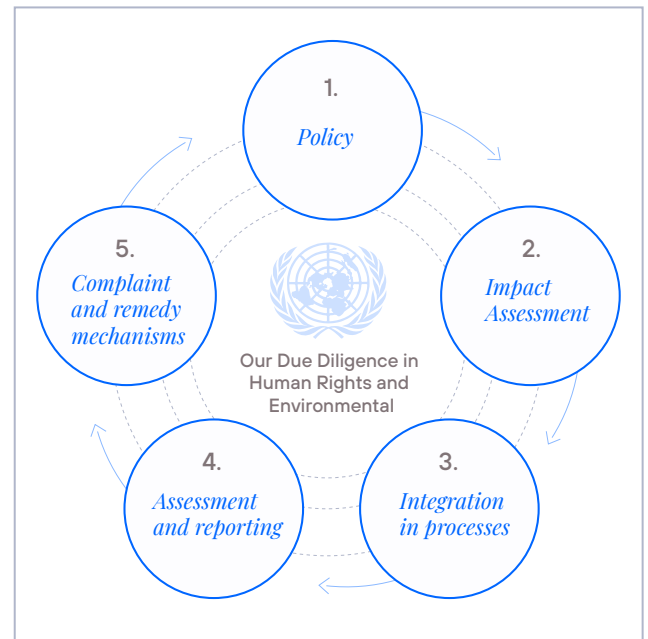 1.
Policy
2.
Impact
Assessment
3.
Integration
in processes
4.
Assessment
and reporting
5.
Complaint
and remedy
mechanisms
Our Due Diligence in
Human Rights and
Environmental